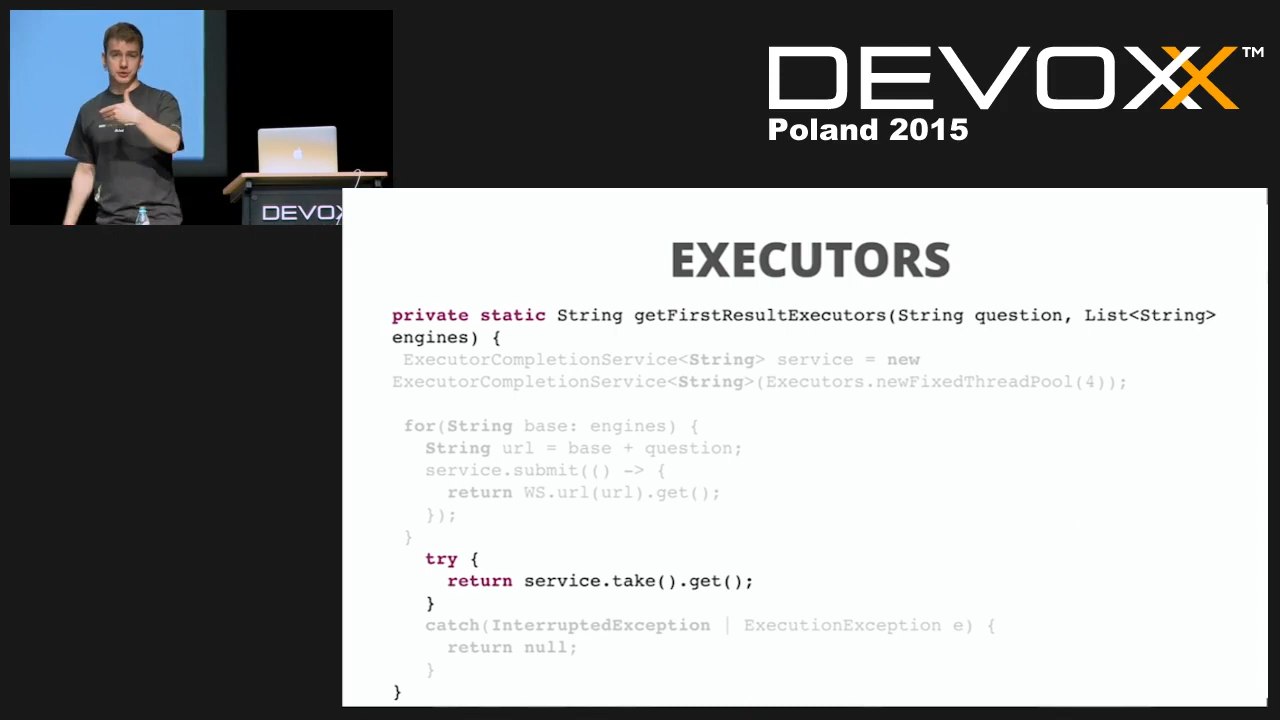 DEVOXX™
Poland 2015
DEVOX
EXECUTORS
private static String getFirstResultExecutors(String question, List<String>
engines) {
ExecutorCompletionService<String> service = new
ExecutorCompletionService<String>(Executors.newFixedThreadPool(4));
for(String base: engines) {
String url = base + question;
service.submit(() -> {
return WS.url(url).get();
});
}
try {
return service.take().get();
}
catch(InterruptedException | ExecutionException e) {
return null;
}
}